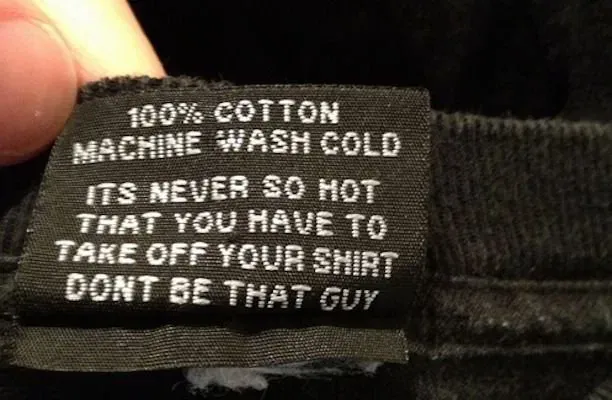 100% COTTON
MACHINE WASH COLD
ITS NEVER SO HOT
THAT YOU HAVE TO
TAKE OFF YOUR SHIRT
DONT BE THAT GUY